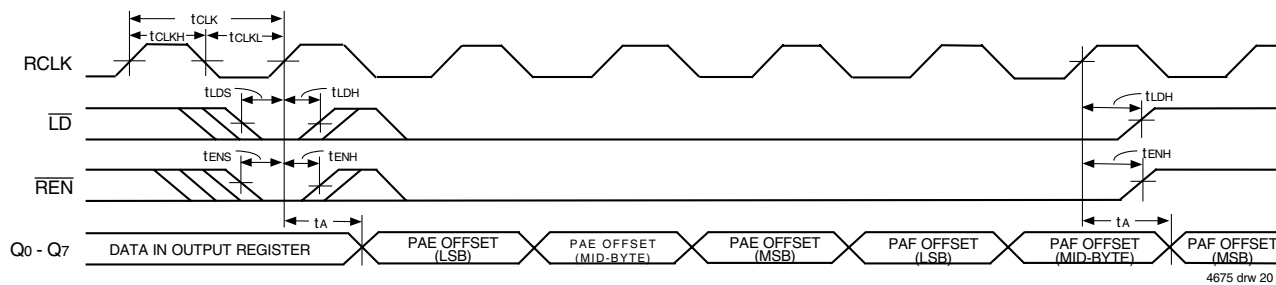 tCLK
tCLKH tCLKL
RCLK
tLDS tLDH tLDH
LD
tENS tENH tENH
REN
tA tA
Q0 - Q7 DATA IN OUTPUT REGISTER PAE OFFSET (LSB) PAE OFFSET (MID-BYTE) PAE OFFSET (MSB) PAF OFFSET (LSB) PAF OFFSET (MID-BYTE) PAF OFFSET (MSB)
4675 drw 20